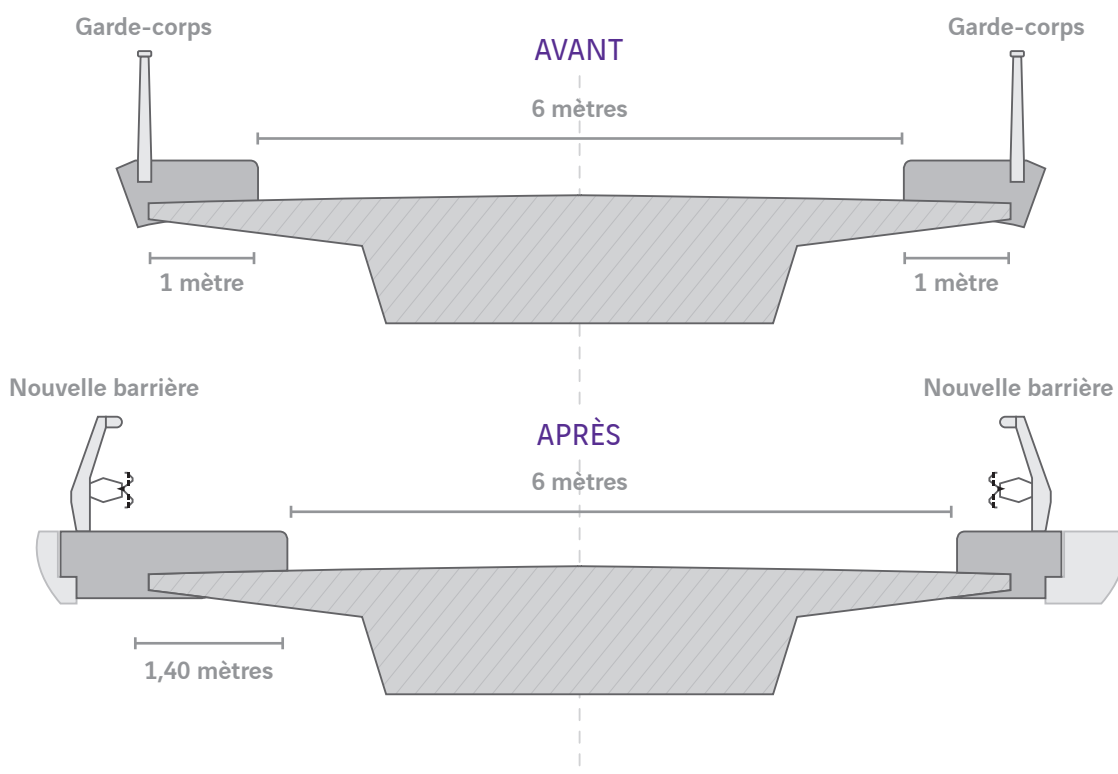 Garde-corps
Garde-corps
AVANT
6 mètres
1 mètre
1 mètre
Nouvelle barrière
Nouvelle barrière
APRÈS
6 mètres
1,40 mètres